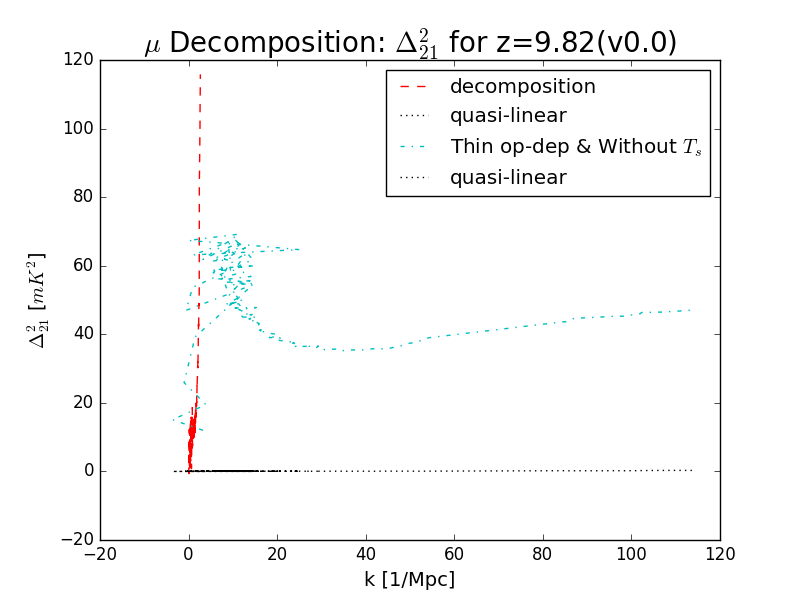 μ Decomposition: Δ²₂₁ for z=9.82(v0.0)
120
100
80
60
40
20
0
−20
Δ²₂₁ [mK²]
decomposition
quasi-linear
Thin op-dep & Without Tₛ
quasi-linear
−20 0 20 40 60 80 100 120
k [1/Mpc]